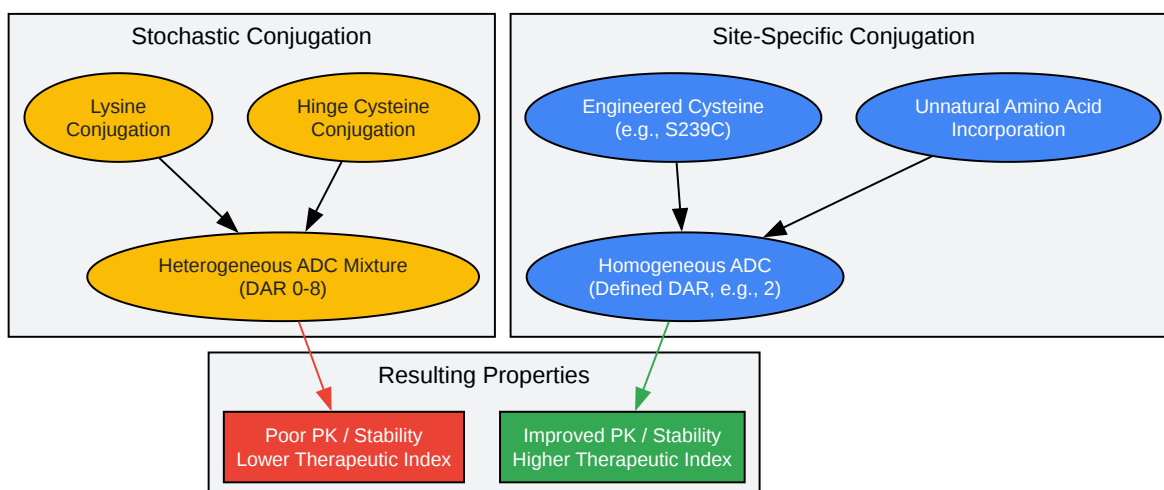 Stochastic Conjugation
Lysine
Conjugation
Hinge Cysteine
Conjugation
Heterogeneous ADC Mixture
(DAR 0-8)
Site-Specific Conjugation
Engineered Cysteine
(e.g., S239C)
Unnatural Amino Acid
Incorporation
Homogeneous ADC
(Defined DAR, e.g., 2)
Resulting Properties
Poor PK / Stability
Lower Therapeutic Index
Improved PK / Stability
Higher Therapeutic Index